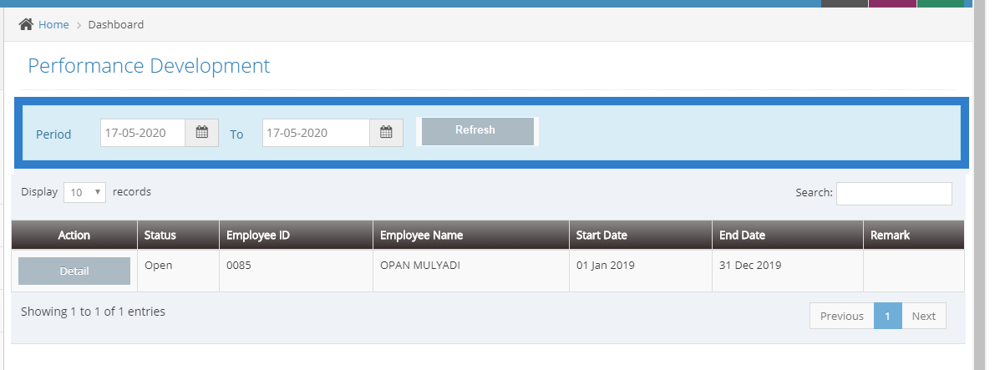 Home > Dashboard
Performance Development
Period 17-05-2020 To 17-05-2020 Refresh
Display 10 records Search:
Action Status Employee ID Employee Name Start Date End Date Remark
Detail Open 0085 OPAN MULYADI 01 Jan 2019 31 Dec 2019
Showing 1 to 1 of 1 entries Previous 1 Next